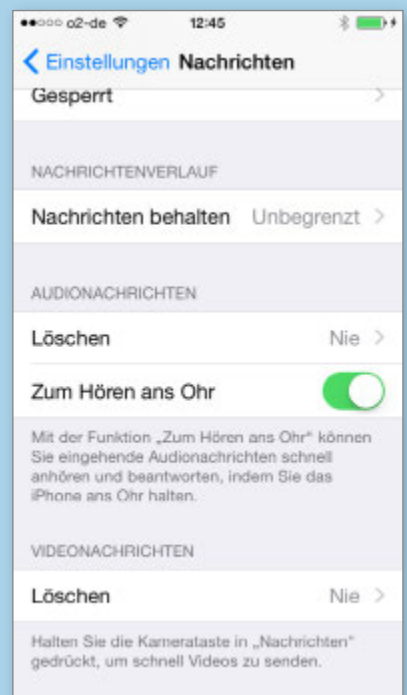 o2-de 12:45
Einstellungen Nachrichten
Gesperrt
NACHRICHTENVERLAUF
Nachrichten behalten Unbegrenzt
AUDIONACHRICHTEN
Löschen Nie
Zum Hören ans Ohr
Mit der Funktion „Zum Hören ans Ohr“ können
Sie eingehende Audionachrichten schnell
anhören und beantworten, indem Sie das
iPhone ans Ohr halten.
VIDEONACHRICHTEN
Löschen Nie
Halten Sie die Kamerataste in „Nachrichten“
gedrückt, um schnell Videos zu senden.